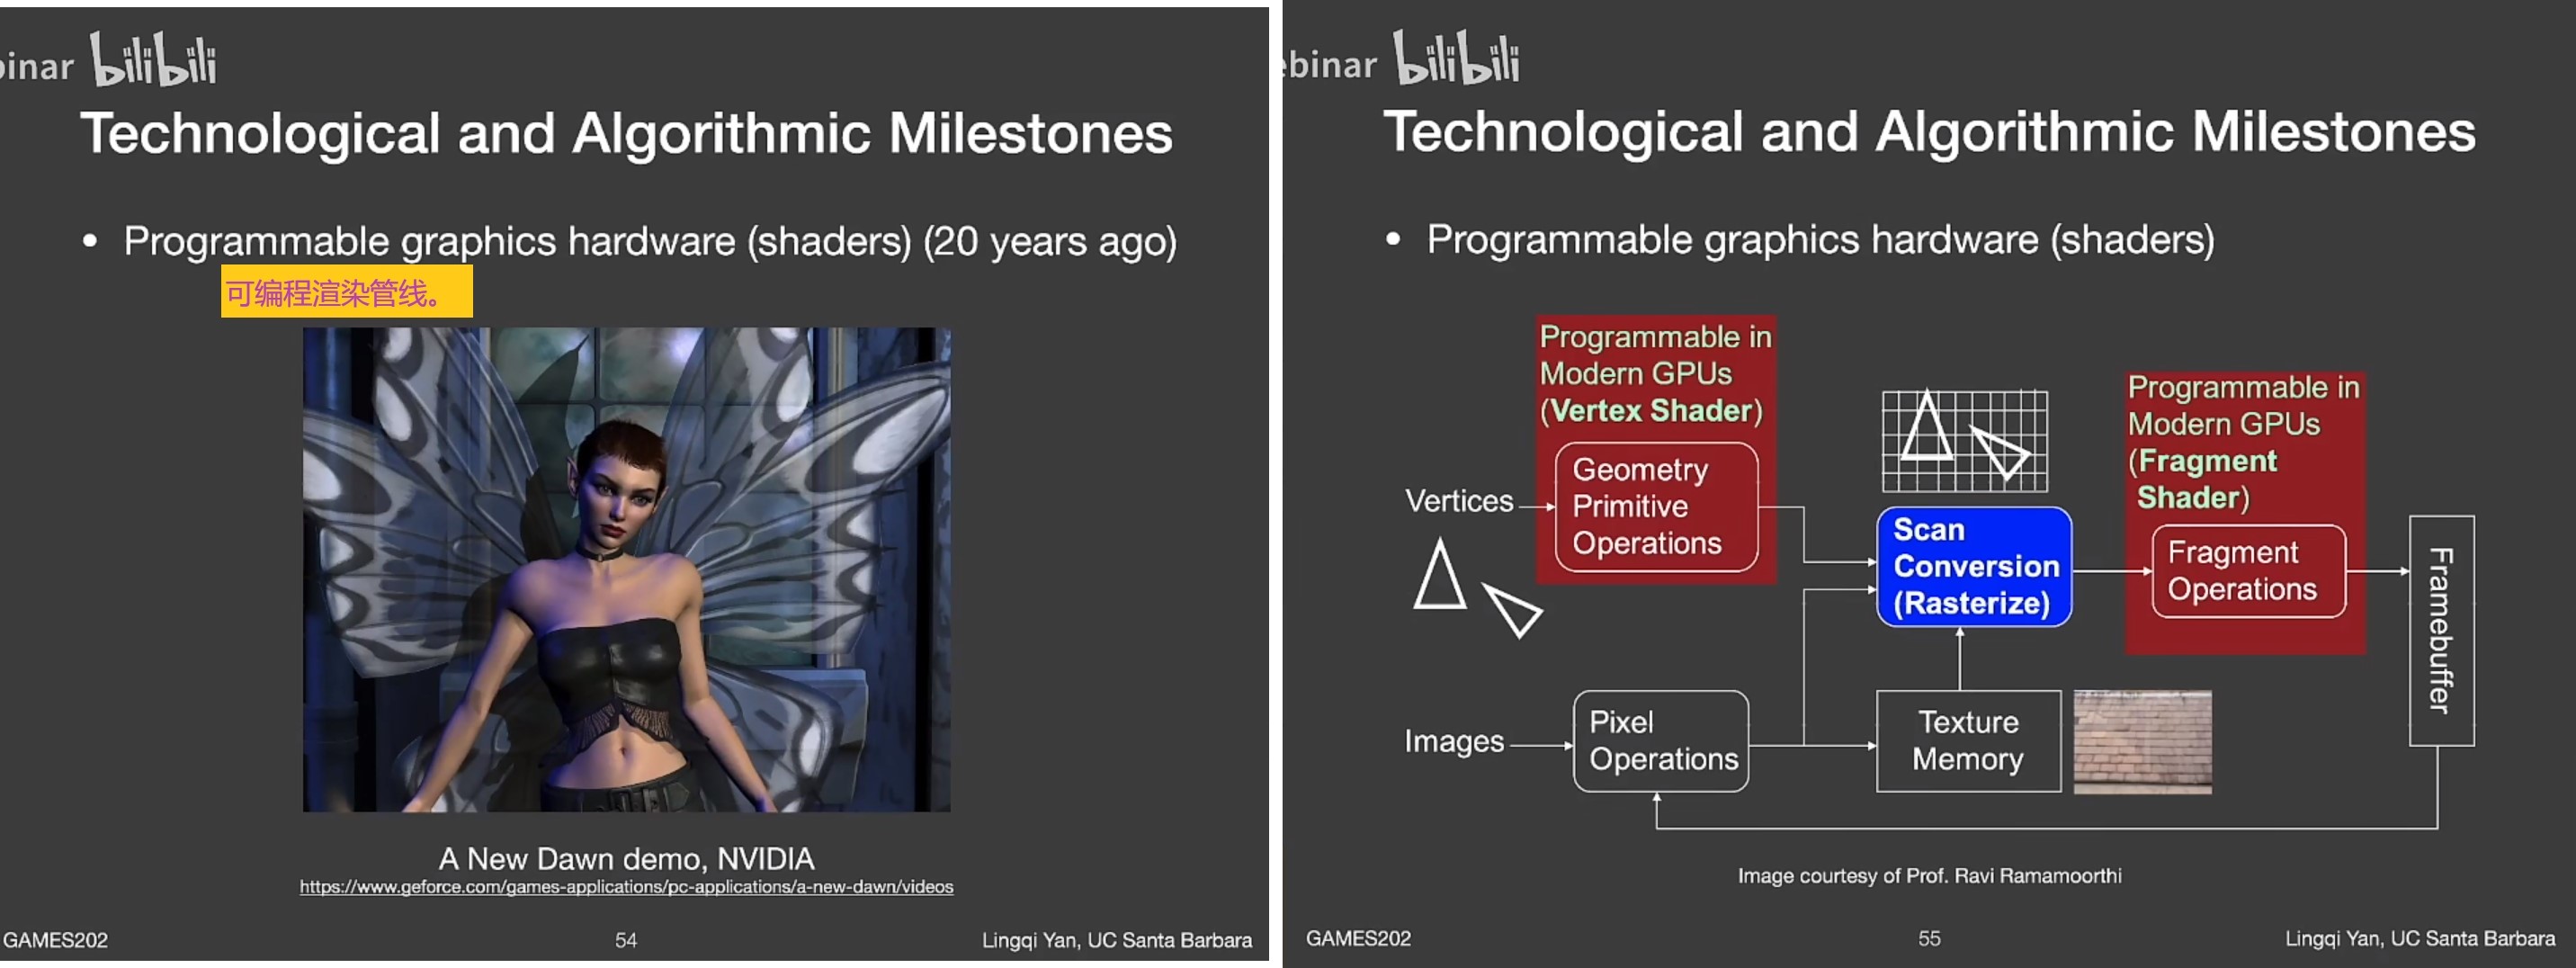 binar bilibili
Technological and Algorithmic Milestones
• Programmable graphics hardware (shaders) (20 years ago)
可编程渲染管线。
A New Dawn demo, NVIDIA
https://www.geforce.com/games-applications/pc-applications/a-new-dawn/videos
GAMES202
54
Lingqi Yan, UC Santa Barbara
ebinar bilibili
Technological and Algorithmic Milestones
• Programmable graphics hardware (shaders)
Programmable in
Modern GPUs
(Vertex Shader)
Programmable in
Modern GPUs
(Fragment
Shader)
Vertices
Geometry
Primitive
Operations
Scan
Conversion
(Rasterize)
Fragment
Operations
Framebuffer
Images
Pixel
Operations
Texture
Memory
Image courtesy of Prof. Ravi Ramamoorthi
GAMES202
55
Lingqi Yan, UC Santa Barbara